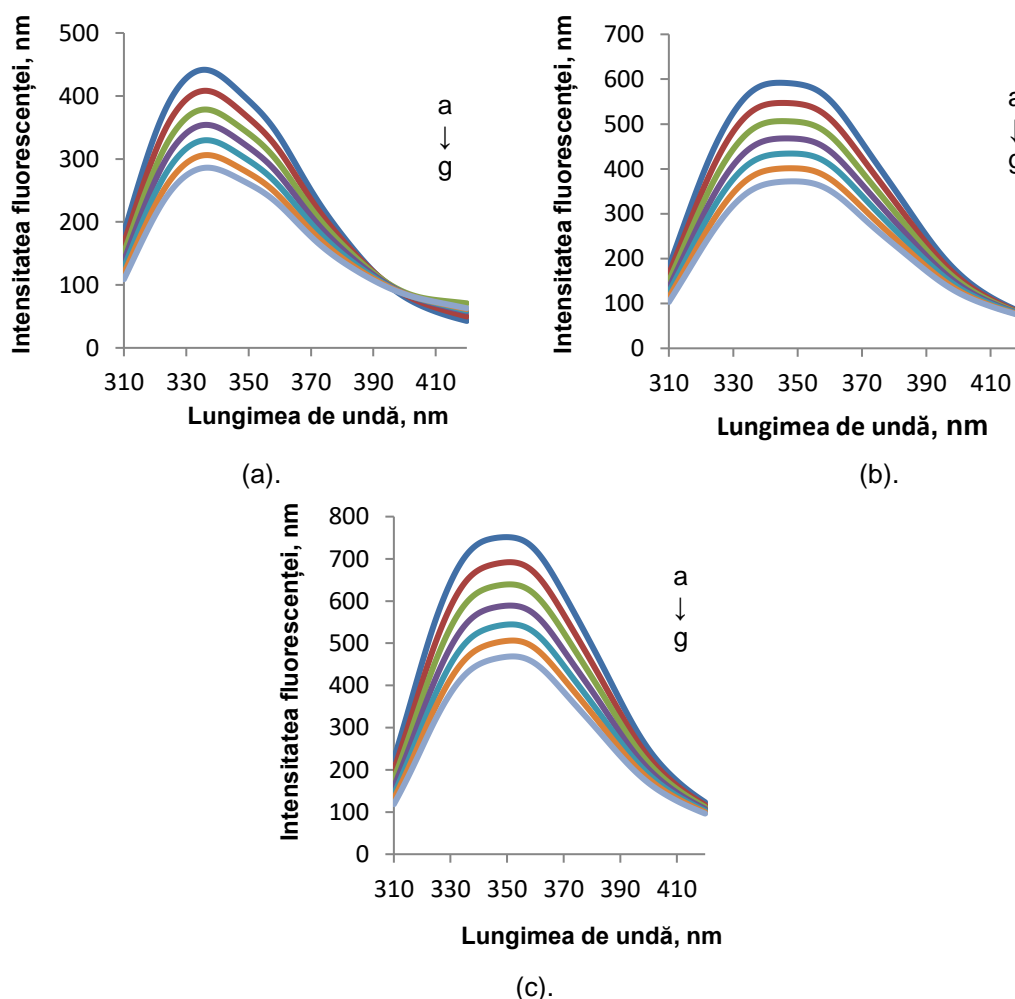 Intensitatea fluorescenței, nm
500
400
300
200
100
0
310 330 350 370 390 410
Lungimea de undă, nm
a
↓
g
(a).
Intensitatea fluorescenței, nm
700
600
500
400
300
200
100
0
310 330 350 370 390 410
Lungimea de undă, nm
a
↓
g
(b).
Intensitatea fluorescenței, nm
800
700
600
500
400
300
200
100
0
310 330 350 370 390 410
Lungimea de undă, nm
a
↓
g
(c).